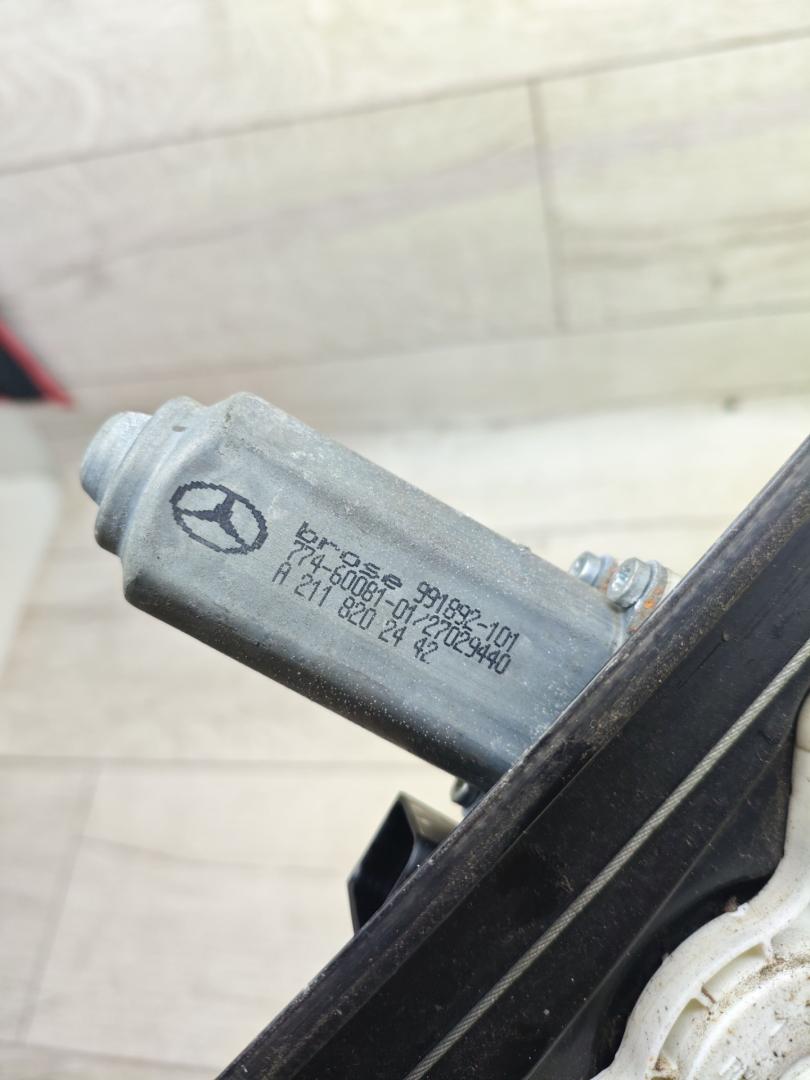 brose 991892-101
774-60081-01/27029440
A 211 820 24 42